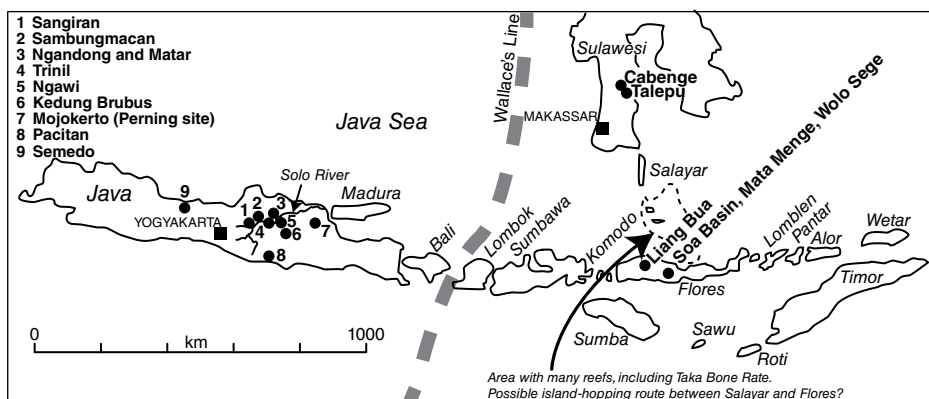 1 Sangiran
2 Sambungmacan
3 Ngandong and Matar
4 Trinil
5 Ngawi
6 Kedung Brubus
7 Mojokerto (Perning site)
8 Pacitan
9 Semedo
Wallace's Line
Sulawesi
Cabenge
Talepu
MAKASSAR
Java Sea
Salayar
Java
Solo River
Madura
9
1
2
3
4
5
6
7
8
YOGYAKARTA
Bali
Lombok
Sumbawa
Komodo
Liang Bua
Soa Basin, Mata Menge, Wolo Sege
Flores
Lomblen
Pantar
Alor
Wetar
Timor
Sumba
Sawu
Roti
0
km
1000
Area with many reefs, including Taka Bone Rate.
Possible island-hopping route between Salayar and Flores?